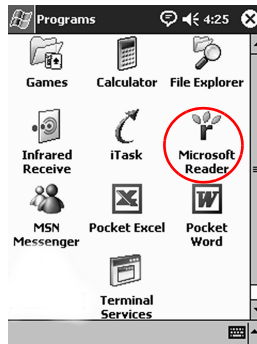 Programs 4:25
Games Calculator File Explorer
Infrared Receive iTask Microsoft Reader
MSN Messenger Pocket Excel Pocket Word
Terminal Services